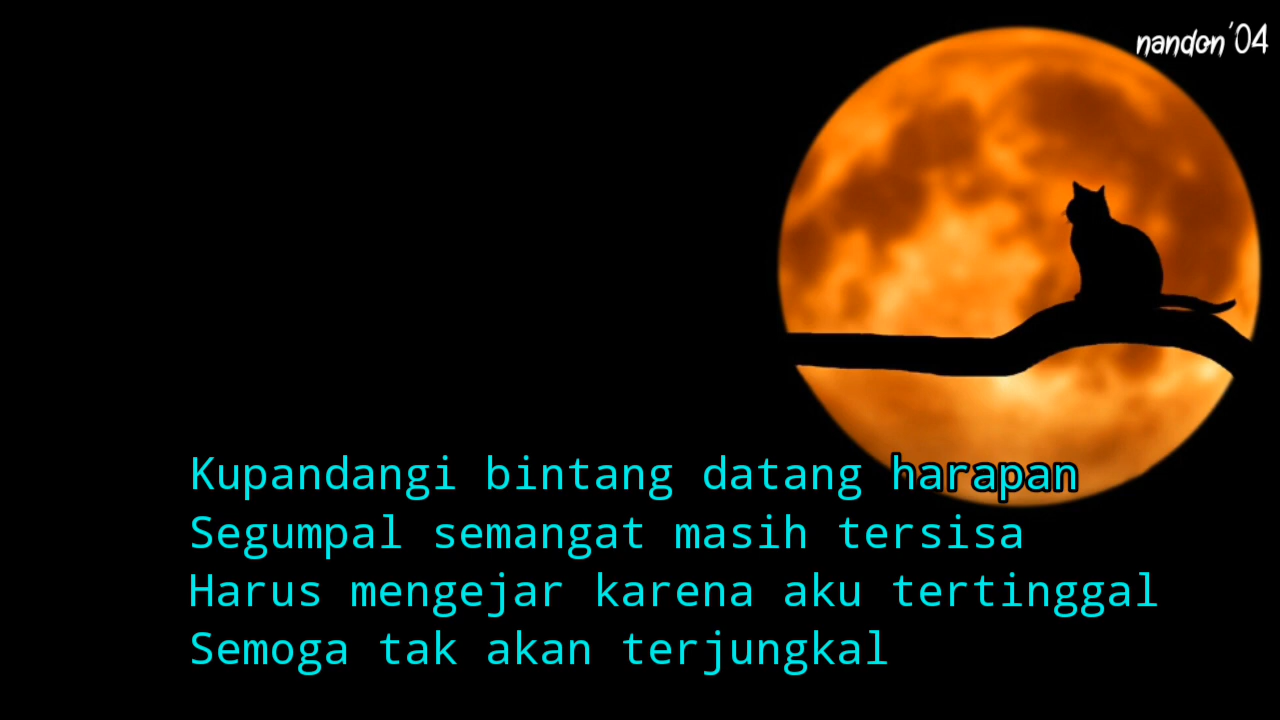 nandon'04
Kupandangi bintang datang harapan
Segumpal semangat masih tersisa
Harus mengejar karena aku tertinggal
Semoga tak akan terjungkal